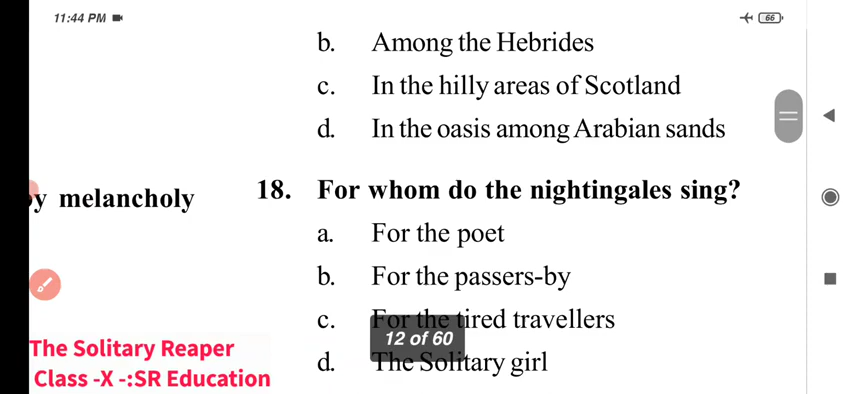 11:44 PM
66
b. Among the Hebrides
c. In the hilly areas of Scotland
d. In the oasis among Arabian sands
y melancholy
18. For whom do the nightingales sing?
a. For the poet
b. For the passers-by
c. For the tired travellers
12 of 60
d. The Solitary girl
The Solitary Reaper
Class -X -:SR Education